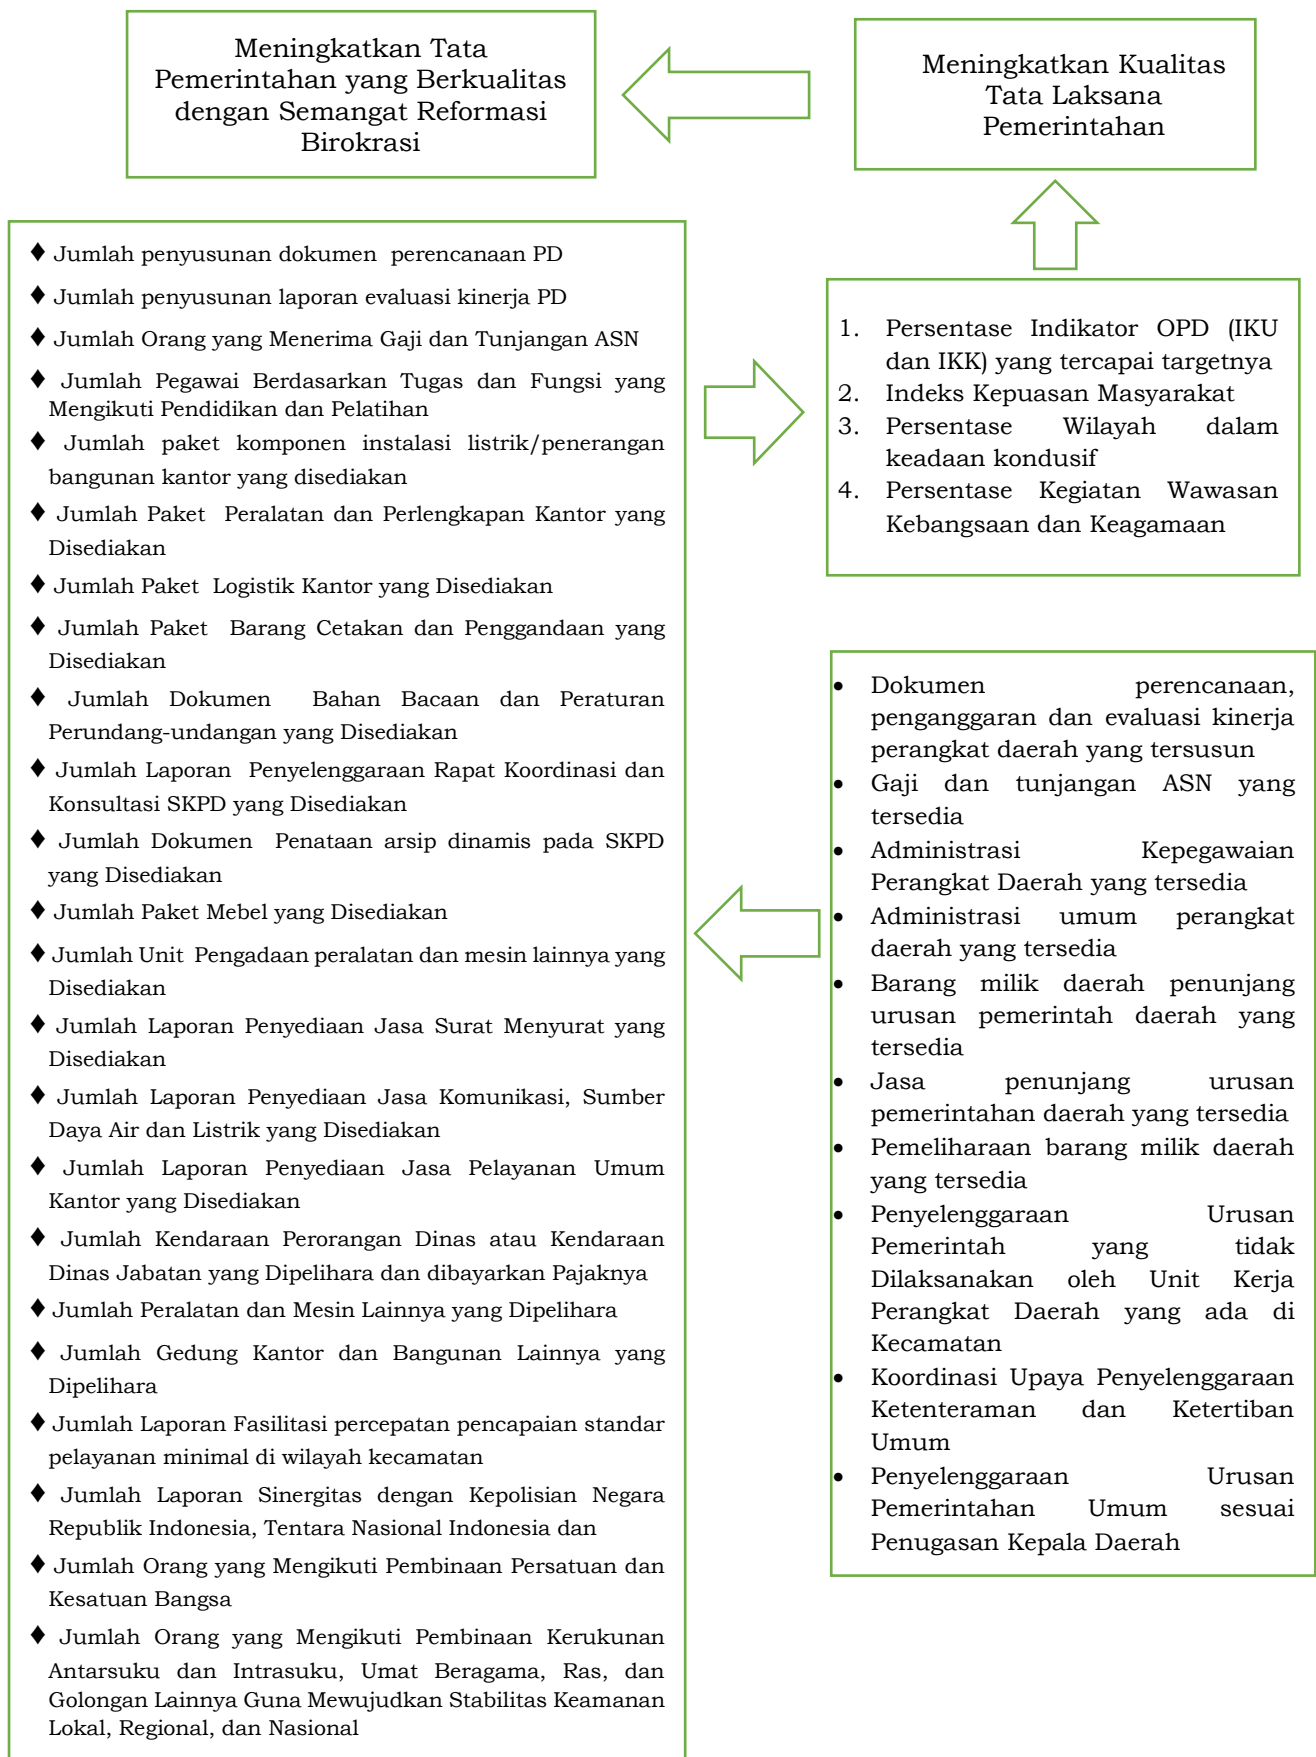 Meningkatkan Tata
Pemerintahan yang Berkualitas
dengan Semangat Reformasi
Birokrasi
Meningkatkan Kualitas
Tata Laksana
Pemerintahan
♦ Jumlah penyusunan dokumen perencanaan PD
♦ Jumlah penyusunan laporan evaluasi kinerja PD
♦ Jumlah Orang yang Menerima Gaji dan Tunjangan ASN
♦ Jumlah Pegawai Berdasarkan Tugas dan Fungsi yang
Mengikuti Pendidikan dan Pelatihan
♦ Jumlah paket komponen instalasi listrik/penerangan
bangunan kantor yang disediakan
♦ Jumlah Paket Peralatan dan Perlengkapan Kantor yang
Disediakan
♦ Jumlah Paket Logistik Kantor yang Disediakan
♦ Jumlah Paket Barang Cetakan dan Penggandaan yang
Disediakan
♦ Jumlah Dokumen Bahan Bacaan dan Peraturan
Perundang-undangan yang Disediakan
♦ Jumlah Laporan Penyelenggaraan Rapat Koordinasi dan
Konsultasi SKPD yang Disediakan
♦ Jumlah Dokumen Penataan arsip dinamis pada SKPD
yang Disediakan
♦ Jumlah Paket Mebel yang Disediakan
♦ Jumlah Unit Pengadaan peralatan dan mesin lainnya yang
Disediakan
♦ Jumlah Laporan Penyediaan Jasa Surat Menyurat yang
Disediakan
♦ Jumlah Laporan Penyediaan Jasa Komunikasi, Sumber
Daya Air dan Listrik yang Disediakan
♦ Jumlah Laporan Penyediaan Jasa Pelayanan Umum
Kantor yang Disediakan
♦ Jumlah Kendaraan Perorangan Dinas atau Kendaraan
Dinas Jabatan yang Dipelihara dan dibayarkan Pajaknya
♦ Jumlah Peralatan dan Mesin Lainnya yang Dipelihara
♦ Jumlah Gedung Kantor dan Bangunan Lainnya yang
Dipelihara
♦ Jumlah Laporan Fasilitasi percepatan pencapaian standar
pelayanan minimal di wilayah kecamatan
♦ Jumlah Laporan Sinergitas dengan Kepolisian Negara
Republik Indonesia, Tentara Nasional Indonesia dan
♦ Jumlah Orang yang Mengikuti Pembinaan Persatuan dan
Kesatuan Bangsa
♦ Jumlah Orang yang Mengikuti Pembinaan Kerukunan
Antarsuku dan Intrasuku, Umat Beragama, Ras, dan
Golongan Lainnya Guna Mewujudkan Stabilitas Keamanan
Lokal, Regional, dan Nasional
1. Persentase Indikator OPD (IKU
dan IKK) yang tercapai targetnya
2. Indeks Kepuasan Masyarakat
3. Persentase Wilayah dalam
keadaan kondusif
4. Persentase Kegiatan Wawasan
Kebangsaan dan Keagamaan
• Dokumen perencanaan,
penganggaran dan evaluasi kinerja
perangkat daerah yang tersusun
• Gaji dan tunjangan ASN yang
tersedia
• Administrasi Kepegawaian
Perangkat Daerah yang tersedia
• Administrasi umum perangkat
daerah yang tersedia
• Barang milik daerah penunjang
urusan pemerintah daerah yang
tersedia
• Jasa penunjang urusan
pemerintahan daerah yang tersedia
• Pemeliharaan barang milik daerah
yang tersedia
• Penyelenggaraan Urusan
Pemerintah yang tidak
Dilaksanakan oleh Unit Kerja
Perangkat Daerah yang ada di
Kecamatan
• Koordinasi Upaya Penyelenggaraan
Ketenteraman dan Ketertiban
Umum
• Penyelenggaraan Urusan
Pemerintahan Umum sesuai
Penugasan Kepala Daerah